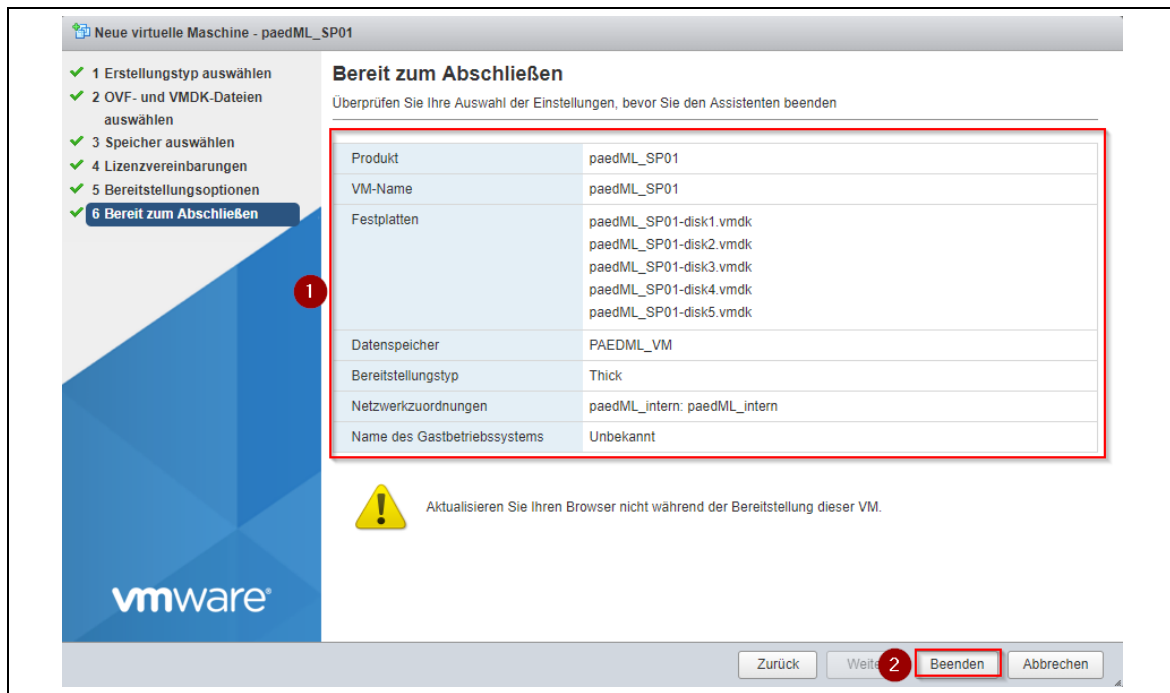 Neue virtuelle Maschine - paedML_SP01
1 Erstellungstyp auswählen
2 OVF- und VMDK-Dateien
auswählen
3 Speicher auswählen
4 Lizenzvereinbarungen
5 Bereitstellungsoptionen
6 Bereit zum Abschließen
vmware®
Bereit zum Abschließen
Überprüfen Sie Ihre Auswahl der Einstellungen, bevor Sie den Assistenten beenden
1
Produkt paedML_SP01
VM-Name paedML_SP01
Festplatten paedML_SP01-disk1.vmdk
paedML_SP01-disk2.vmdk
paedML_SP01-disk3.vmdk
paedML_SP01-disk4.vmdk
paedML_SP01-disk5.vmdk
Datenspeicher PAEDML_VM
Bereitstellungstyp Thick
Netzwerkzuordnungen paedML_intern: paedML_intern
Name des Gastbetriebssystems Unbekannt
Aktualisieren Sie Ihren Browser nicht während der Bereitstellung dieser VM.
Zurück 2 Beenden Abbrechen